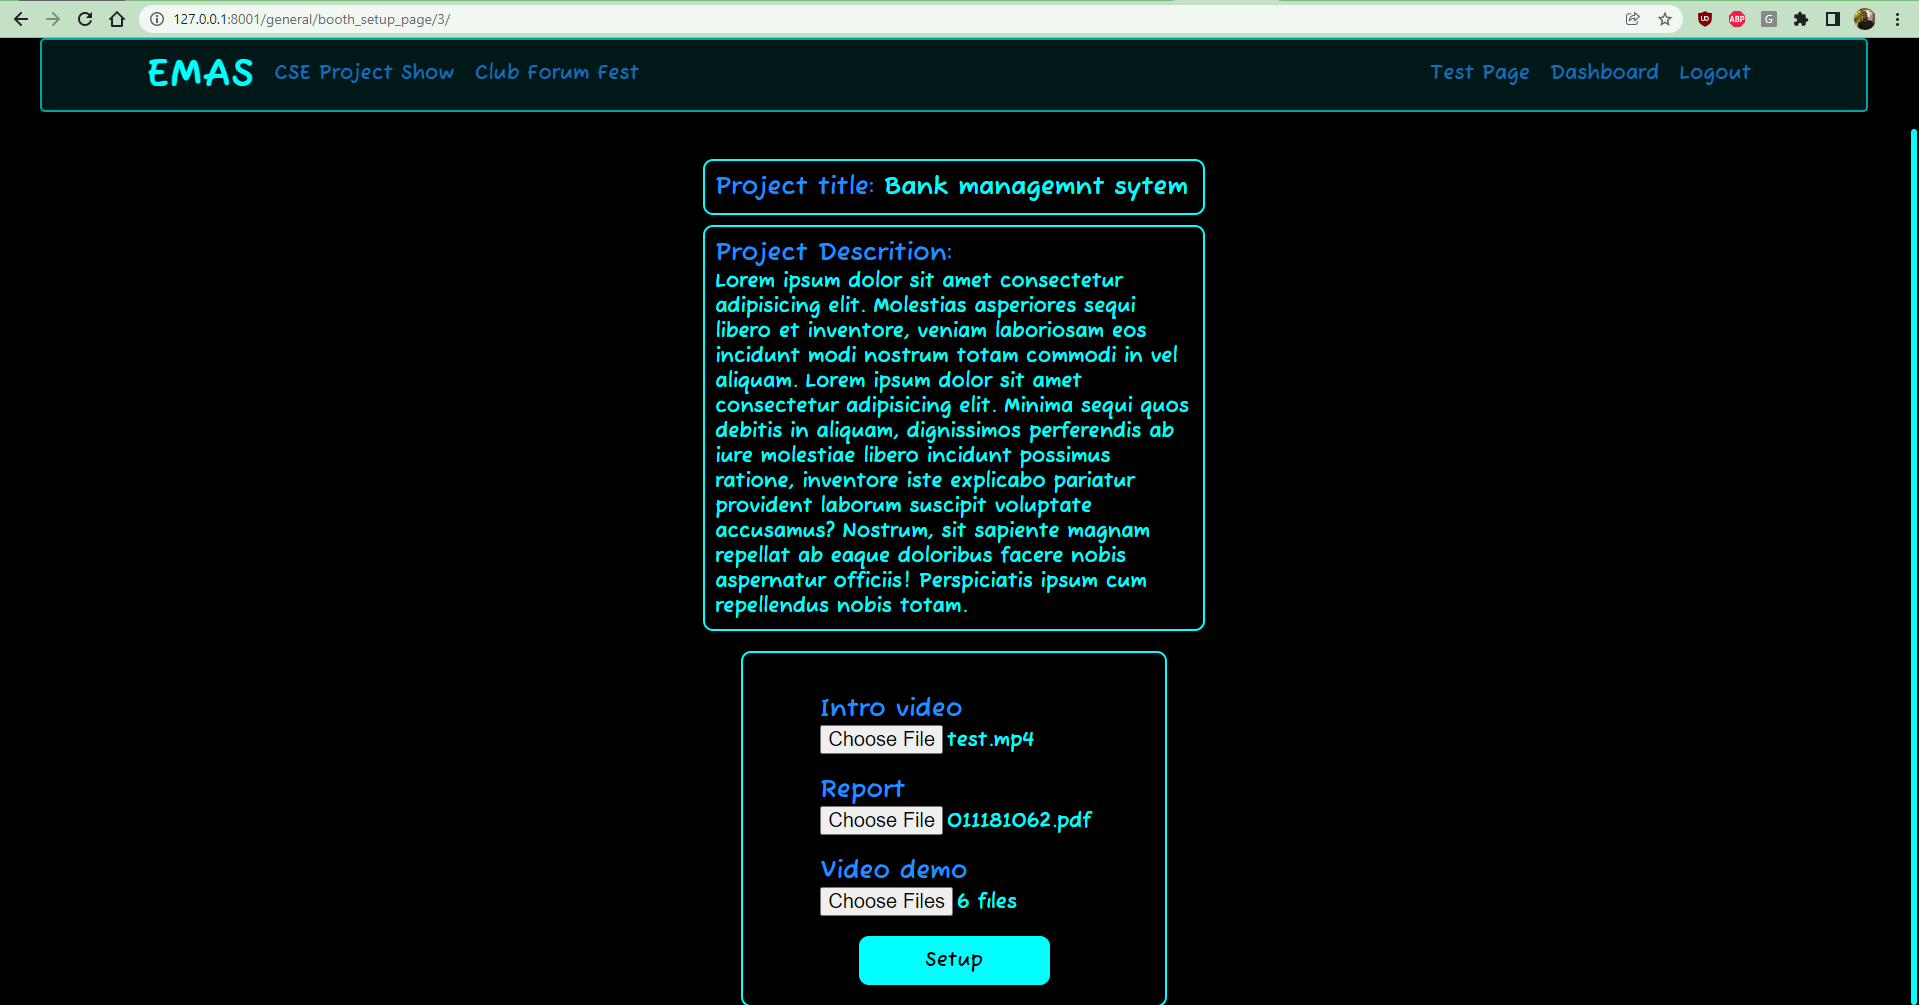 127.0.0.1:8001/general/booth_setup_page/3/
UD ABP G
EMAS CSE Project Show Club Forum Fest Test Page Dashboard Logout
Project title: Bank managemnt sytem
Project Descrition:
Lorem ipsum dolor sit amet consectetur
adipisicing elit. Molestias asperiores sequi
libero et inventore, veniam laboriosam eos
incidunt modi nostrum totam commodi in vel
aliquam. Lorem ipsum dolor sit amet
consectetur adipisicing elit. Minima sequi quos
debitis in aliquam, dignissimos perferendis ab
iure molestiae libero incidunt possimus
ratione, inventore iste explicabo pariatur
provident laborum suscipit voluptate
accusamus? Nostrum, sit sapiente magnam
repellat ab eaque doloribus facere nobis
aspernatur officiis! Perspiciatis ipsum cum
repellendus nobis totam.
Intro video
Choose File test.mp4
Report
Choose File 011181062.pdf
Video demo
Choose Files 6 files
Setup